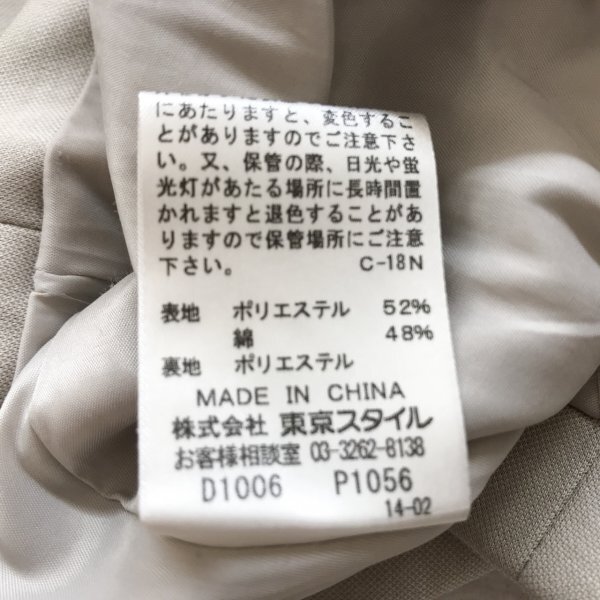 にあたりますと、変色するこ
とがありますのでご注意下さ
い。又、保管の際、日光や蛍
光灯があたる場所に長時間置
かれますと退色することがあ
りますので保管場所にご注意
下さい。 C-18N
表地 ポリエステル 52%
綿 48%
裏地 ポリエステル
MADE IN CHINA
株式会社 東京スタイル
お客様相談室 03-3262-8138
D1006 P1056
14-02